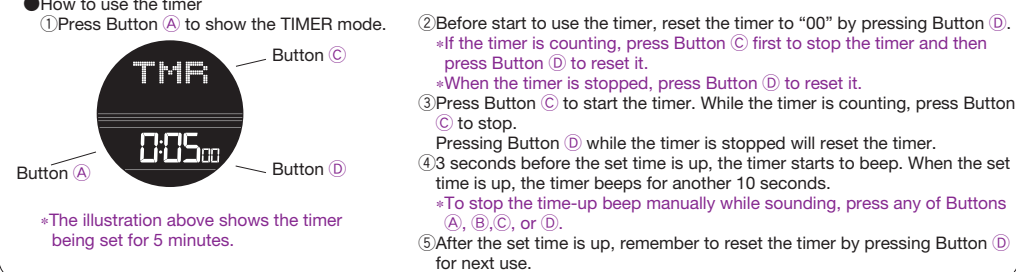 ●How to use the timer
①Press Button Ⓐ to show the TIMER mode.
Button Ⓒ
TMR
0:05 00
Button Ⓐ
Button Ⓓ
*The illustration above shows the timer
being set for 5 minutes.
②Before start to use the timer, reset the timer to “00” by pressing Button Ⓓ.
*If the timer is counting, press Button Ⓒ first to stop the timer and then
press Button Ⓓ to reset it.
*When the timer is stopped, press Button Ⓓ to reset it.
③Press Button Ⓒ to start the timer. While the timer is counting, press Button
Ⓒ to stop.
Pressing Button Ⓓ while the timer is stopped will reset the timer.
④3 seconds before the set time is up, the timer starts to beep. When the set
time is up, the timer beeps for another 10 seconds.
*To stop the time-up beep manually while sounding, press any of Buttons
Ⓐ, Ⓑ,Ⓒ, or Ⓓ.
⑤After the set time is up, remember to reset the timer by pressing Button Ⓓ
for next use.